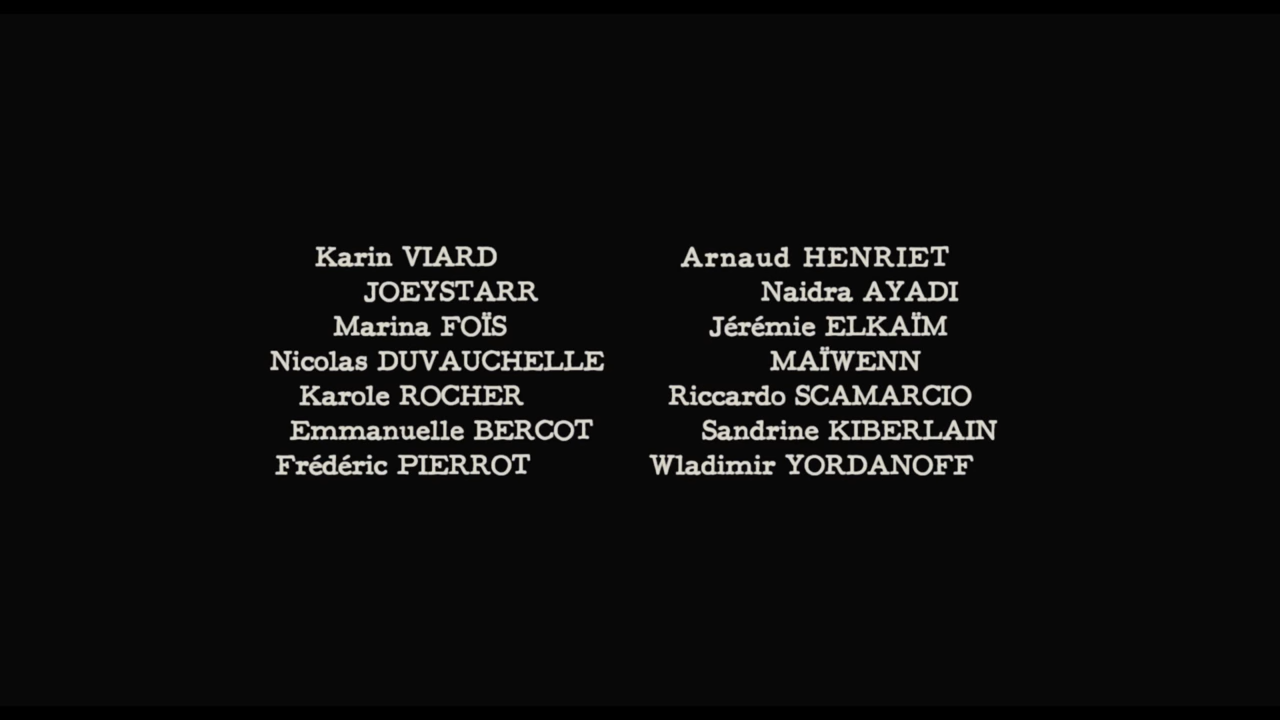 Karin VIARD
JOEYSTARR
Marina FOÏS
Nicolas DUVAUCHELLE
Karole ROCHER
Emmanuelle BERCOT
Frédéric PIERROT
Arnaud HENRIET
Naidra AYADI
Jérémie ELKAÏM
MAÏWENN
Riccardo SCAMARCIO
Sandrine KIBERLAIN
Wladimir YORDANOFF